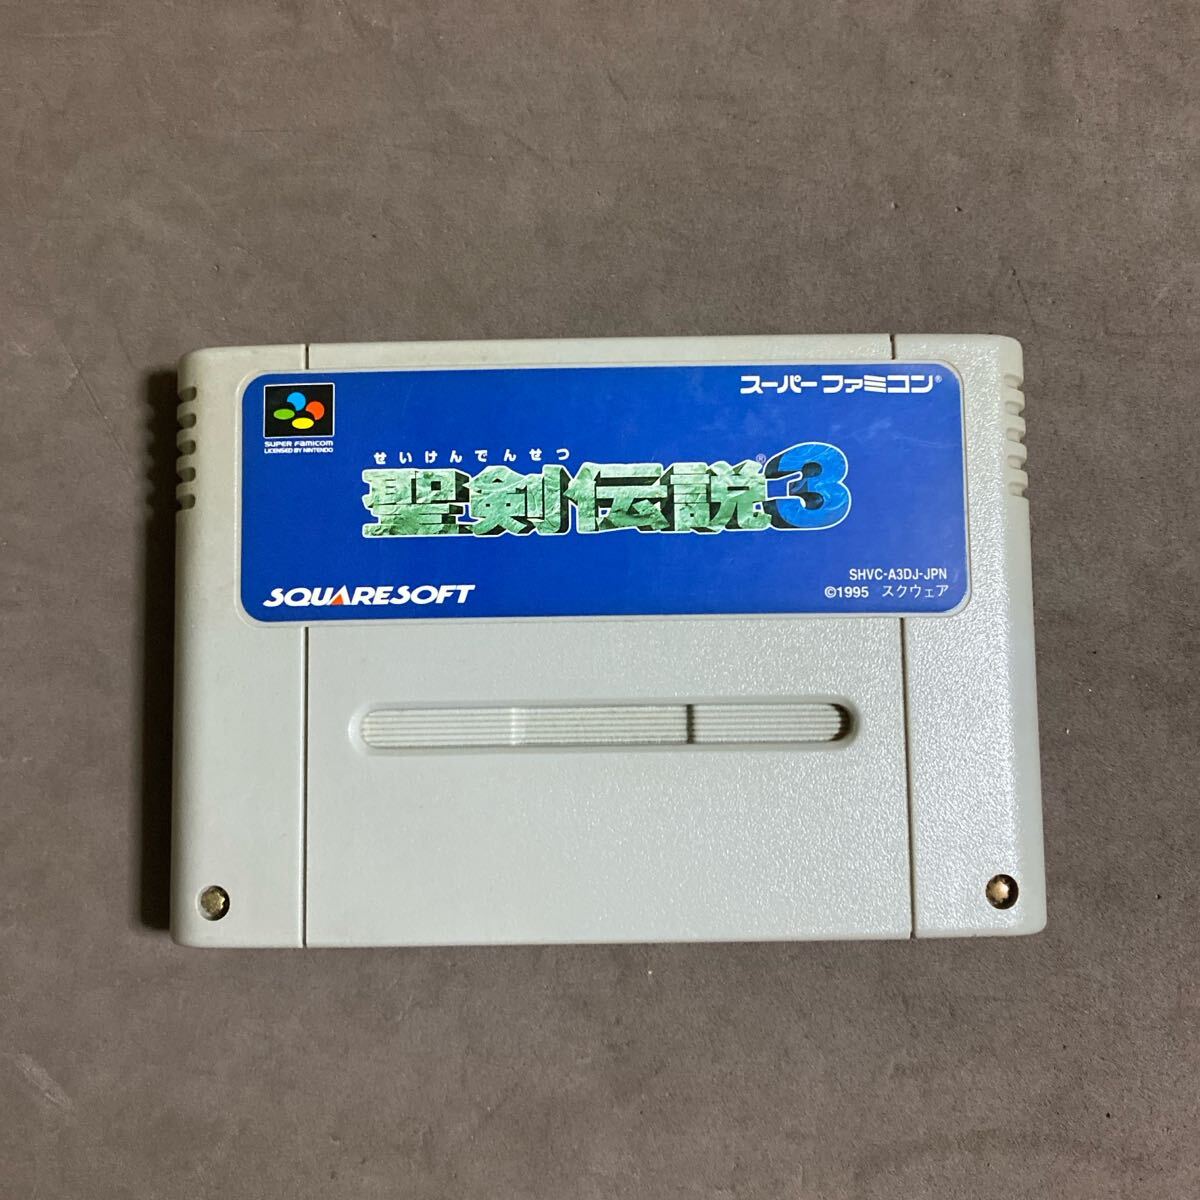 SUPER FAMICOM
LICENSED BY NINTENDO
スーパーファミコン®
せいけんでんせつ
聖剣伝説®3
SQUARESOFT
SHVC-A3DJ-JPN
©1995 スクウェア